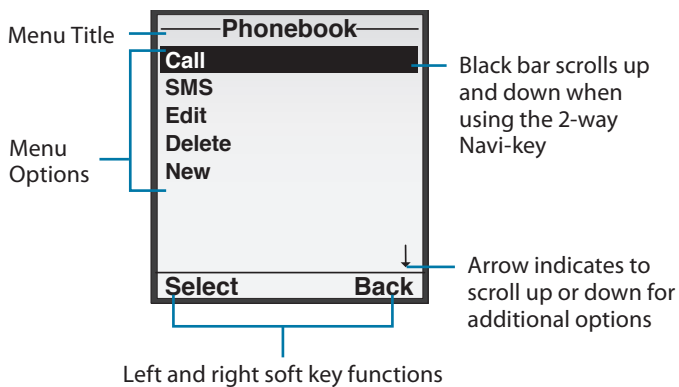 Menu Title
Phonebook
Call
SMS
Edit
Delete
New
Menu
Options
Black bar scrolls up
and down when
using the 2-way
Navi-key
Select
Back
Arrow indicates to
scroll up or down for
additional options
Left and right soft key functions